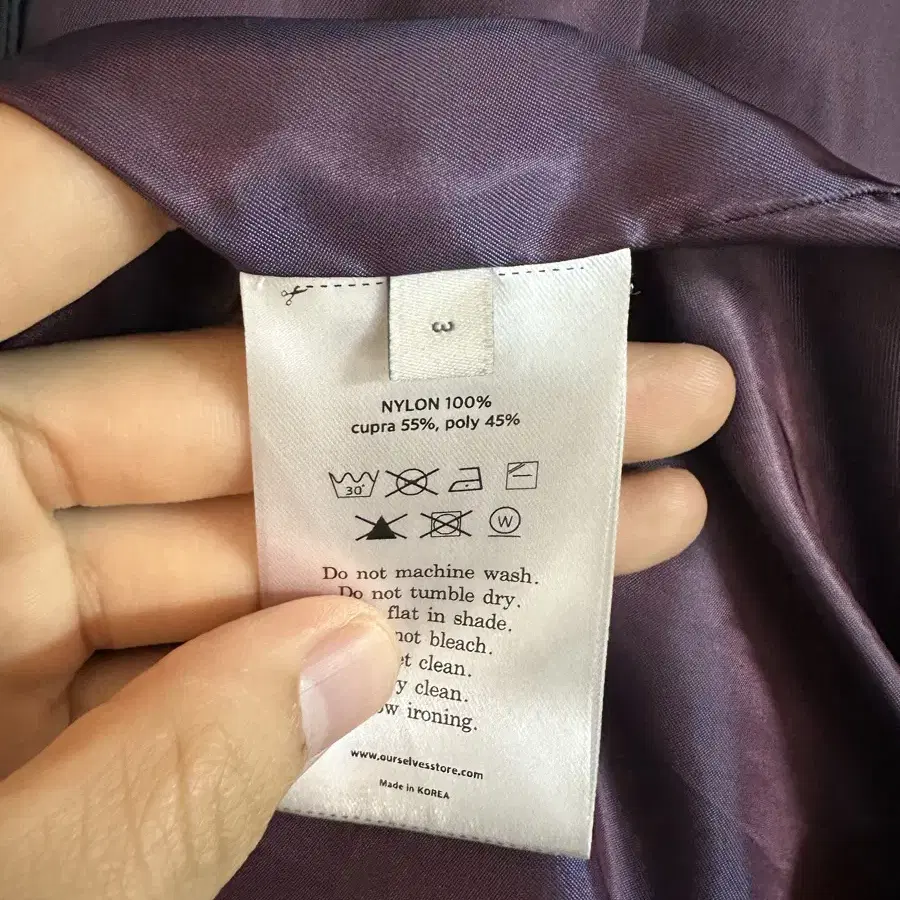 3
NYLON 100%
cupra 55%, poly 45%
30°
W
Do not machine wash.
Do not tumble dry.
flat in shade.
not bleach.
clean.
clean.
ironing.
www.ourselvesstore.com
Made in KOREA